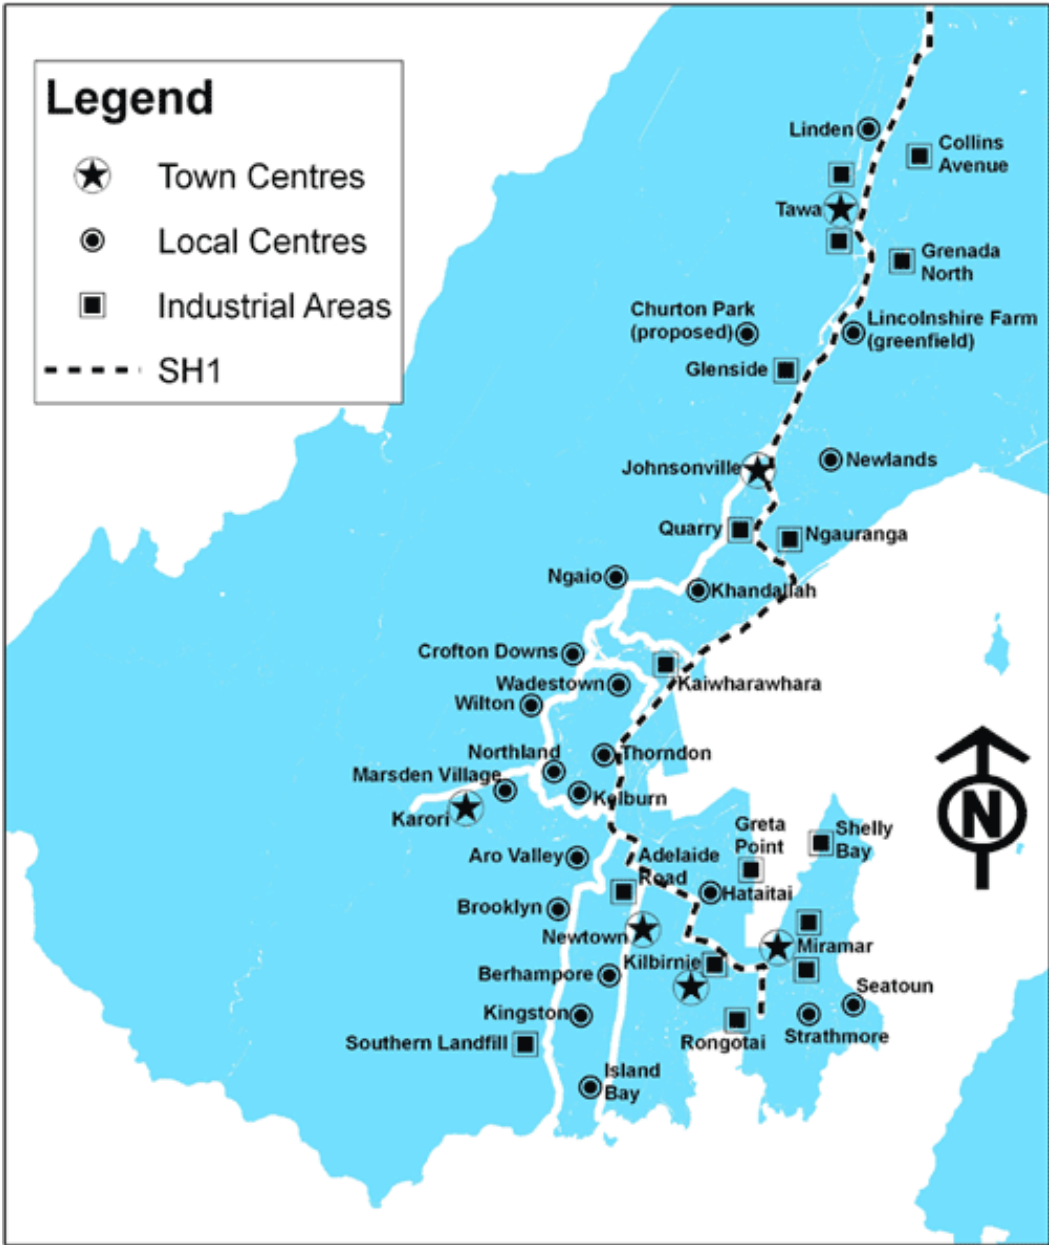 Legend
Town Centres
Local Centres
Industrial Areas
SH1
Linden
Collins
Avenue
Tawa
Grenada
North
Churton Park
(proposed)
Lincolnshire Farm
(greenfield)
Glenside
Johnsonville
Newlands
Quarry
Ngauranga
Ngaio
Khandallah
Crofton Downs
Wadestown
Kaiwharawhara
Wilton
Northland
Thorndon
Marsden Village
Kelburn
Karori
Greta
Point
Shelly
Bay
N
Aro Valley
Adelaide
Road
Hataitai
Brooklyn
Newtown
Miramar
Kilbirnie
Berhampore
Seatoun
Kingston
Strathmore
Southern Landfill
Rongotai
Island
Bay